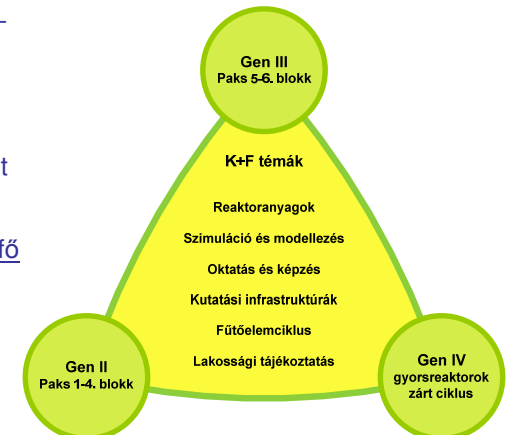 t
fő
Gen III
Paks 5-6. blokk
K+F témák
Reaktoranyagok
Szimuláció és modellezés
Oktatás és képzés
Kutatási infrastruktúrák
Fűtőelemciklus
Lakossági tájékoztatás
Gen II
Paks 1-4. blokk
Gen IV
gyorsreaktorok
zárt ciklus